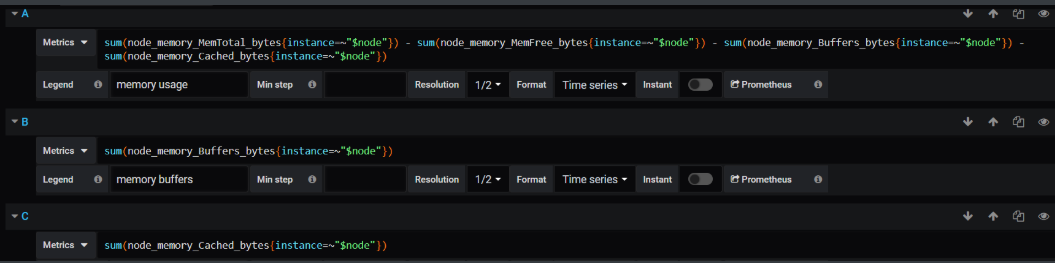 A
Metrics sum(node_memory_MemTotal_bytes{instance=~"$node"}) - sum(node_memory_MemFree_bytes{instance=~"$node"}) - sum(node_memory_Buffers_bytes{instance=~"$node"}) -
sum(node_memory_Cached_bytes{instance=~"$node"})
Legend memory usage Min step Resolution 1/2 Format Time series Instant Prometheus
B
Metrics sum(node_memory_Buffers_bytes{instance=~"$node"})
Legend memory buffers Min step Resolution 1/2 Format Time series Instant Prometheus
C
Metrics sum(node_memory_Cached_bytes{instance=~"$node"})